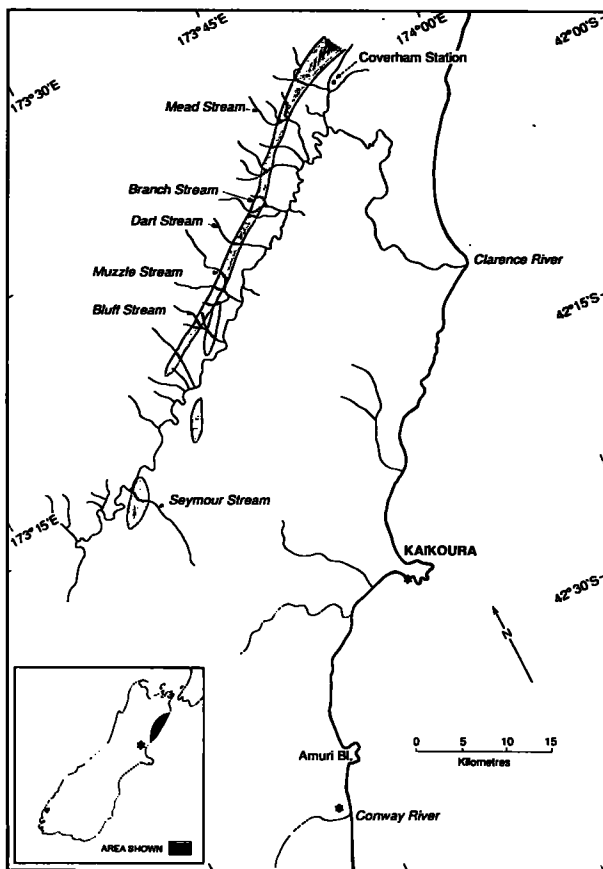 173°45'
174°00'
42°00'S
173°30'E
Coverham Station
Mead Stream
Branch Stream
Dart Stream
Clarence River
Muzzle Stream
42°15'S
Bluff Stream
Seymour Stream
173°15'E
KAIKOURA
42°30'S
N
0 5 10 15
Kilometres
Amuri Bl.
Conway River
AREA SHOWN